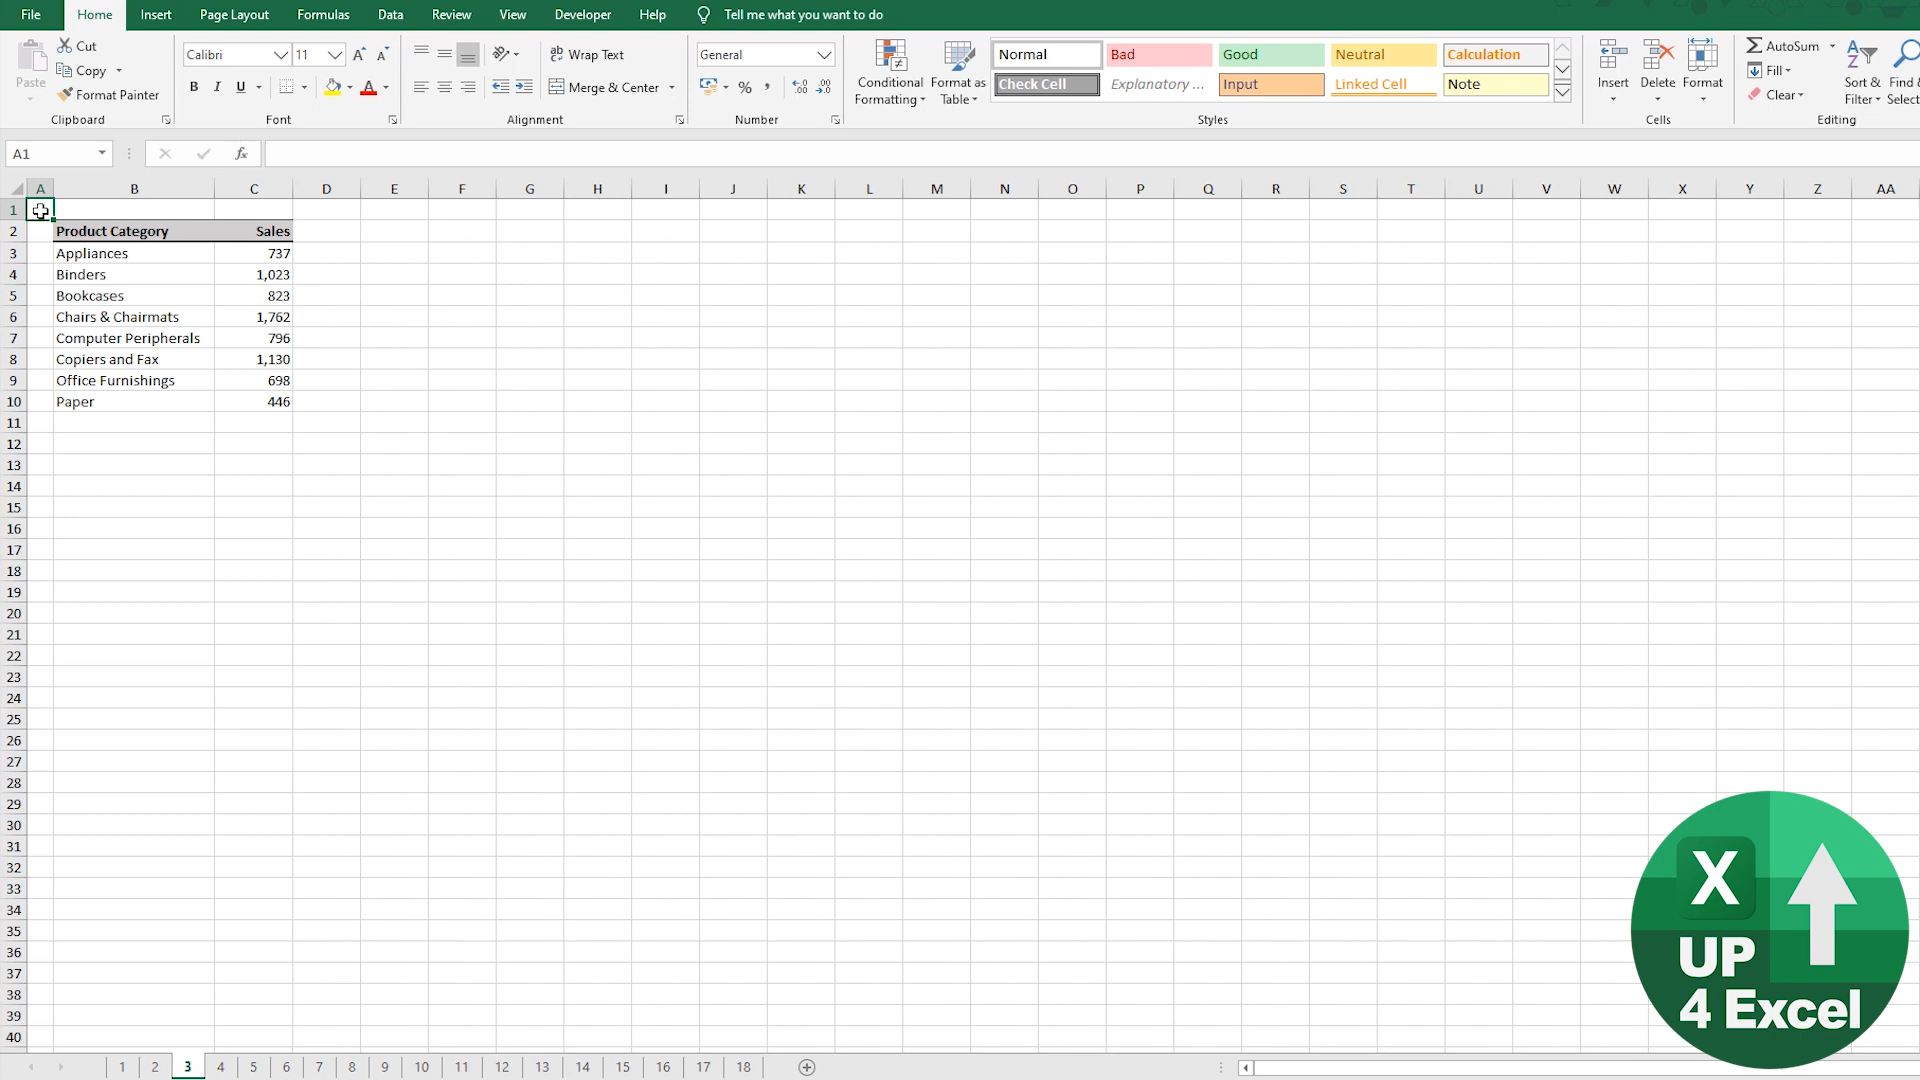 File Home Insert Page Layout Formulas Data Review View Developer Help Tell me what you want to do
Paste
Cut
Copy
Format Painter
Clipboard
Calibri 11
B I U
Font
Wrap Text
Merge & Center
Alignment
General
Number
Conditional Formatting
Format as Table
Normal Bad Good Neutral Calculation
Check Cell Explanatory ... Input Linked Cell Note
Styles
Insert Delete Format
Cells
AutoSum
Fill
Clear
Sort & Filter
Find Select
Editing
A1 fx
A B C D E F G H I J K L M N O P Q R S T U V W X Y Z AA
1
2 Product Category Sales
3 Appliances 737
4 Binders 1,023
5 Bookcases 823
6 Chairs & Chairmats 1,762
7 Computer Peripherals 796
8 Copiers and Fax 1,130
9 Office Furnishings 698
10 Paper 446
11
12
13
14
15
16
17
18
19
20
21
22
23
24
25
26
27
28
29
30
31
32
33
34
35
36
37
38
39
40
X
UP
4 Excel
1 2 3 4 5 6 7 8 9 10 11 12 13 14 15 16 17 18